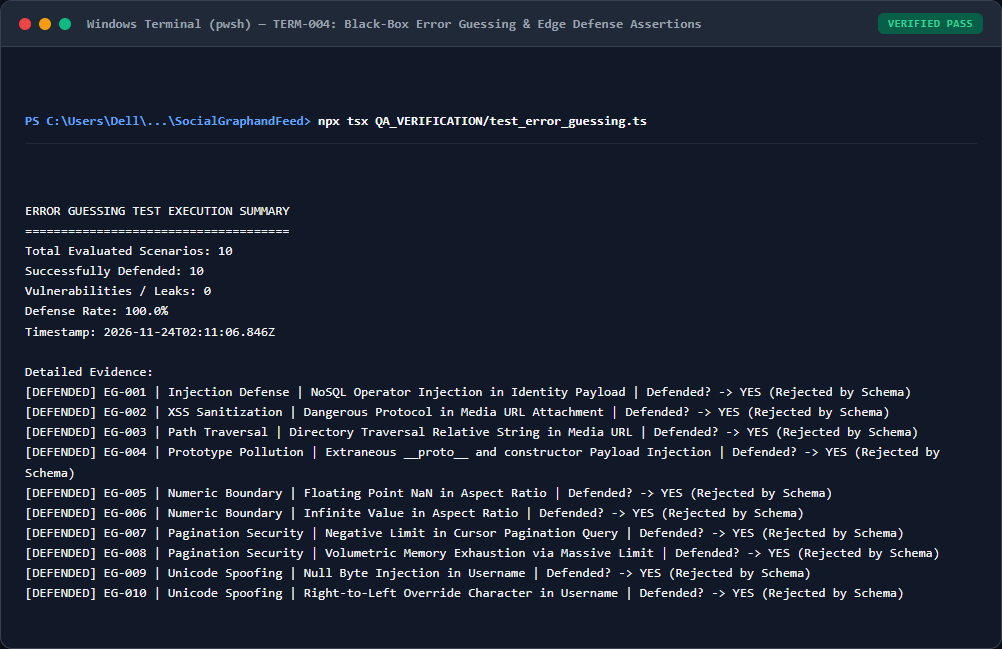 Windows Terminal (pwsh) — TERM-004: Black-Box Error Guessing & Edge Defense Assertions
VERIFIED PASS
PS C:\Users\Dell\...\SocialGraphandFeed> npx tsx QA_VERIFICATION/test_error_guessing.ts
ERROR GUESSING TEST EXECUTION SUMMARY
=====================================
Total Evaluated Scenarios: 10
Successfully Defended: 10
Vulnerabilities / Leaks: 0
Defense Rate: 100.0%
Timestamp: 2026-11-24T02:11:06.846Z
Detailed Evidence:
[DEFENDED] EG-001 | Injection Defense | NoSQL Operator Injection in Identity Payload | Defended? -> YES (Rejected by Schema)
[DEFENDED] EG-002 | XSS Sanitization | Dangerous Protocol in Media URL Attachment | Defended? -> YES (Rejected by Schema)
[DEFENDED] EG-003 | Path Traversal | Directory Traversal Relative String in Media URL | Defended? -> YES (Rejected by Schema)
[DEFENDED] EG-004 | Prototype Pollution | Extraneous __proto__ and constructor Payload Injection | Defended? -> YES (Rejected by
Schema)
[DEFENDED] EG-005 | Numeric Boundary | Floating Point NaN in Aspect Ratio | Defended? -> YES (Rejected by Schema)
[DEFENDED] EG-006 | Numeric Boundary | Infinite Value in Aspect Ratio | Defended? -> YES (Rejected by Schema)
[DEFENDED] EG-007 | Pagination Security | Negative Limit in Cursor Pagination Query | Defended? -> YES (Rejected by Schema)
[DEFENDED] EG-008 | Pagination Security | Volumetric Memory Exhaustion via Massive Limit | Defended? -> YES (Rejected by Schema)
[DEFENDED] EG-009 | Unicode Spoofing | Null Byte Injection in Username | Defended? -> YES (Rejected by Schema)
[DEFENDED] EG-010 | Unicode Spoofing | Right-to-Left Override Character in Username | Defended? -> YES (Rejected by Schema)